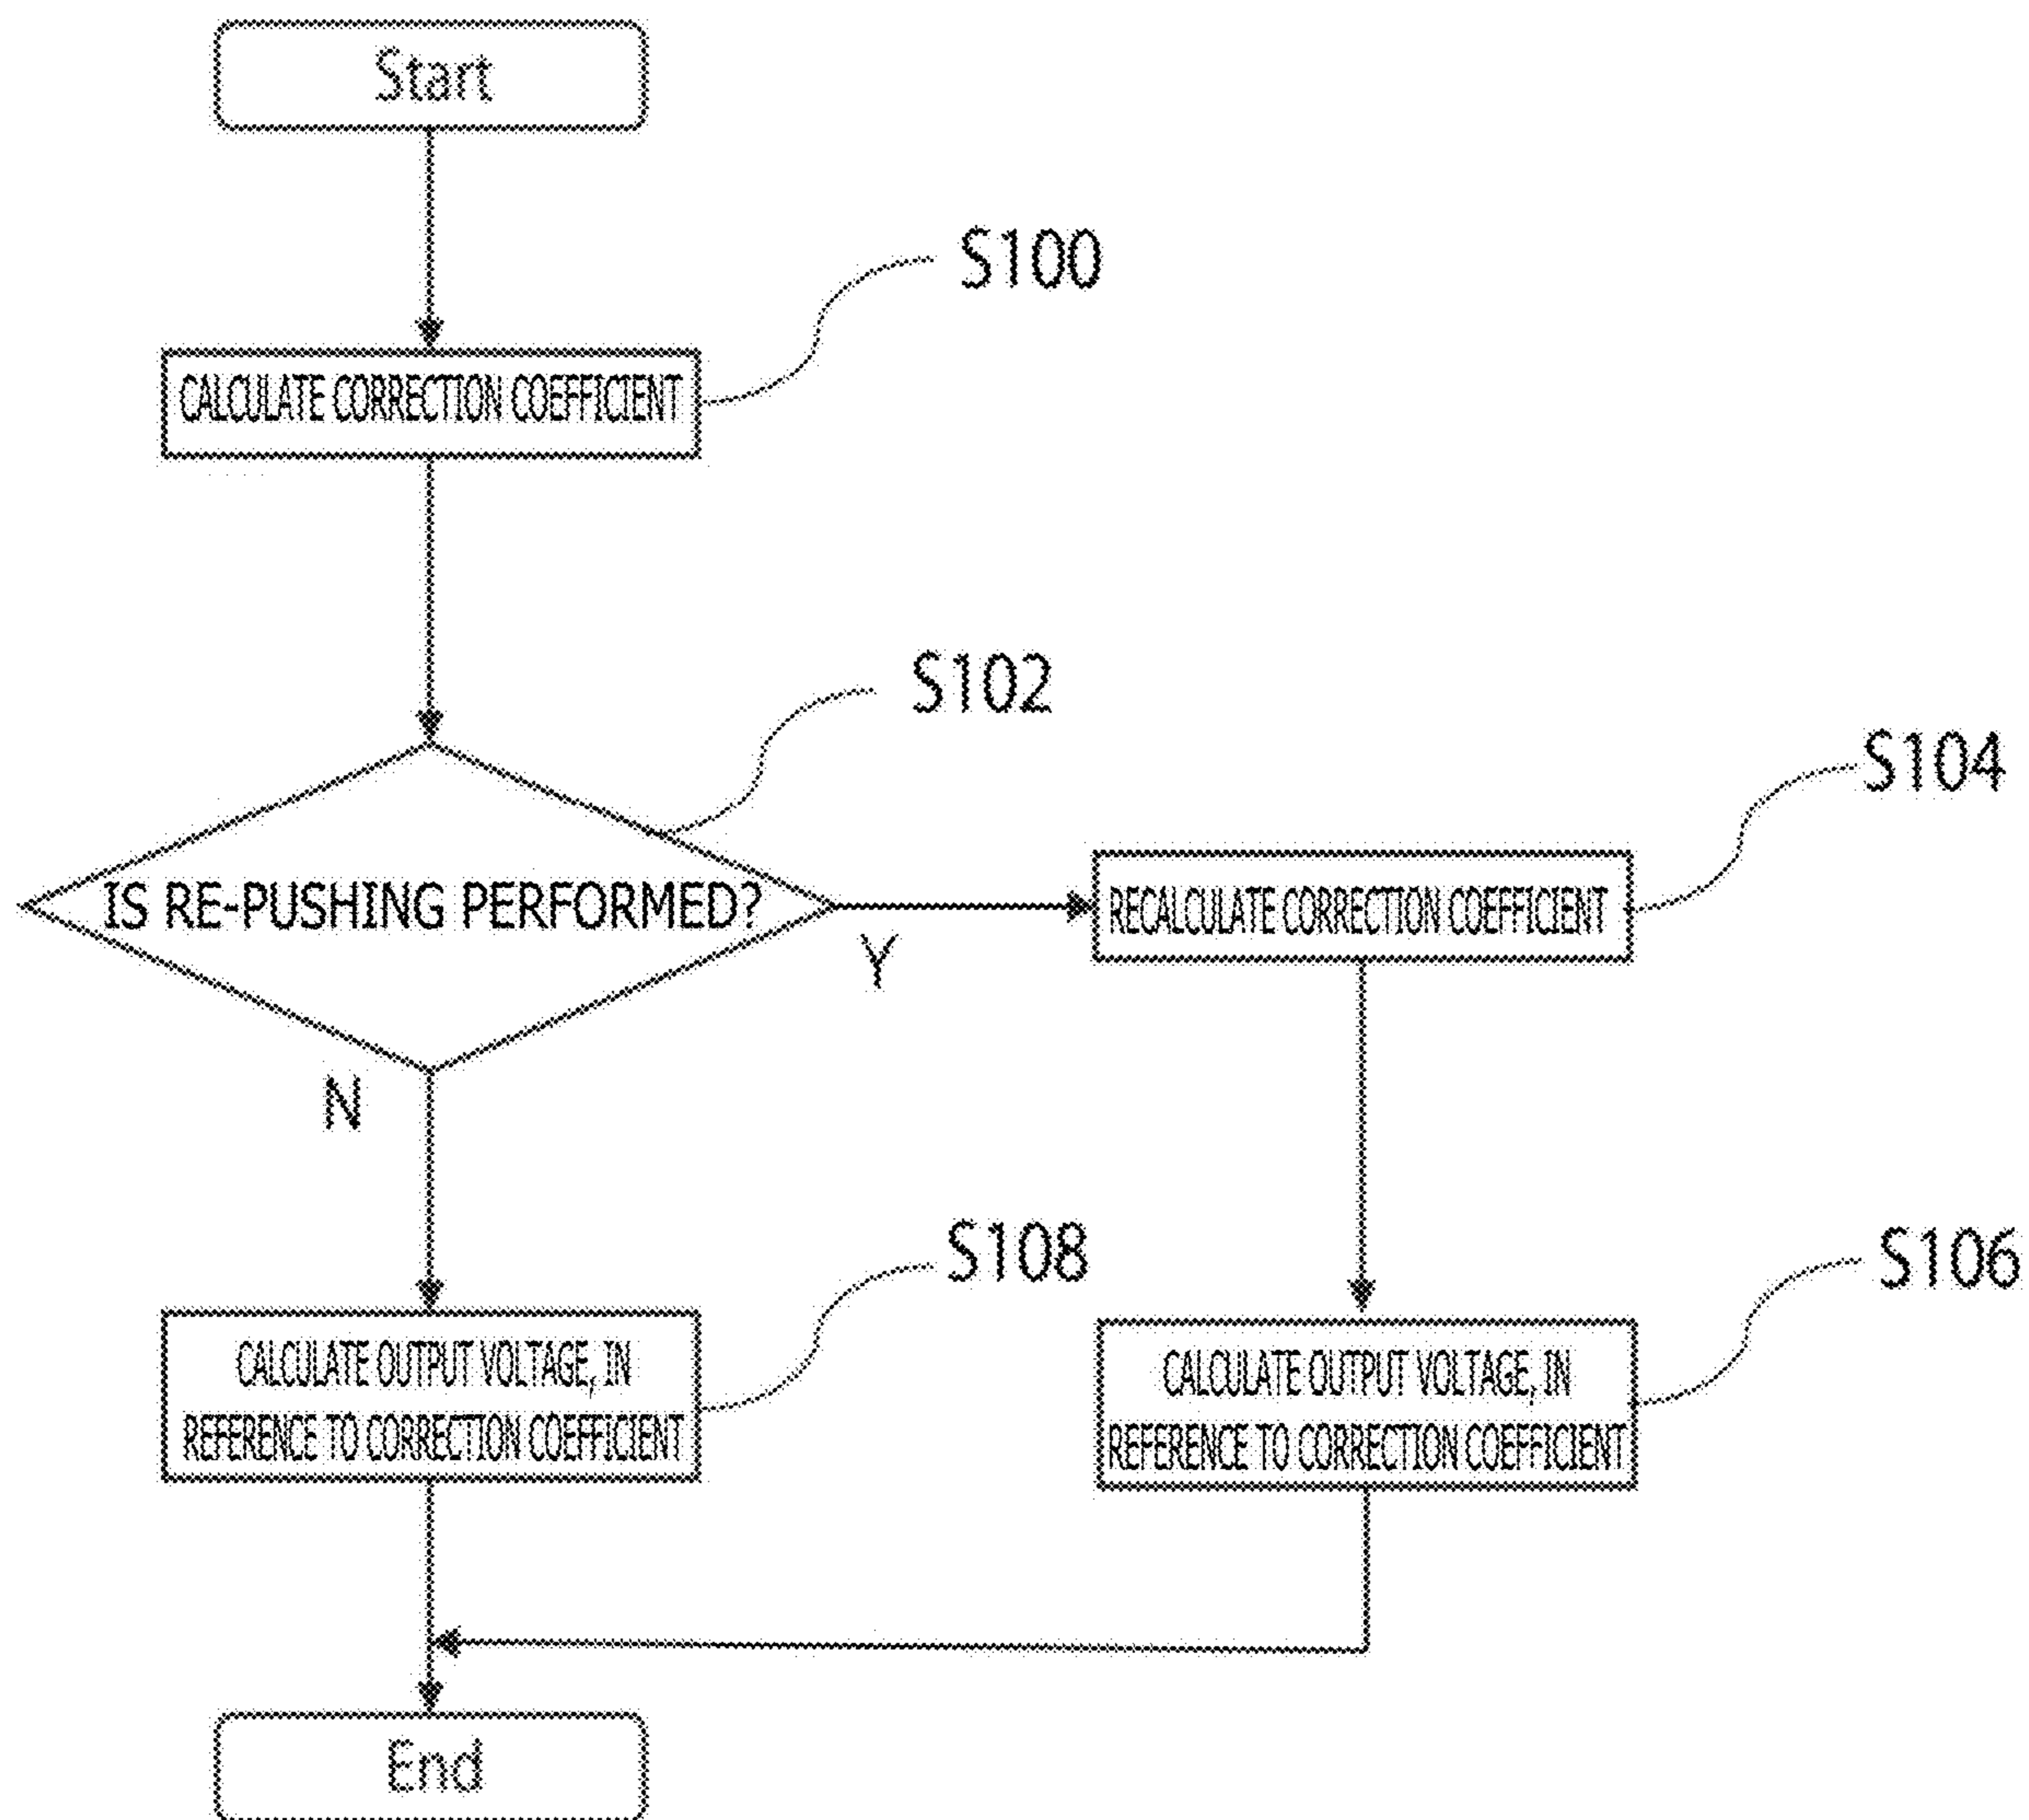 Start
S100
CALCULATE CORRECTION COEFFICIENT
S102
S104
IS RE-PUSHING PERFORMED?
RECALCULATE CORRECTION COEFFICIENT
Y
N
S108
S106
CALCULATE OUTPUT VOLTAGE, IN
REFERENCE TO CORRECTION COEFFICIENT
CALCULATE OUTPUT VOLTAGE, IN
REFERENCE TO CORRECTION COEFFICIENT
End